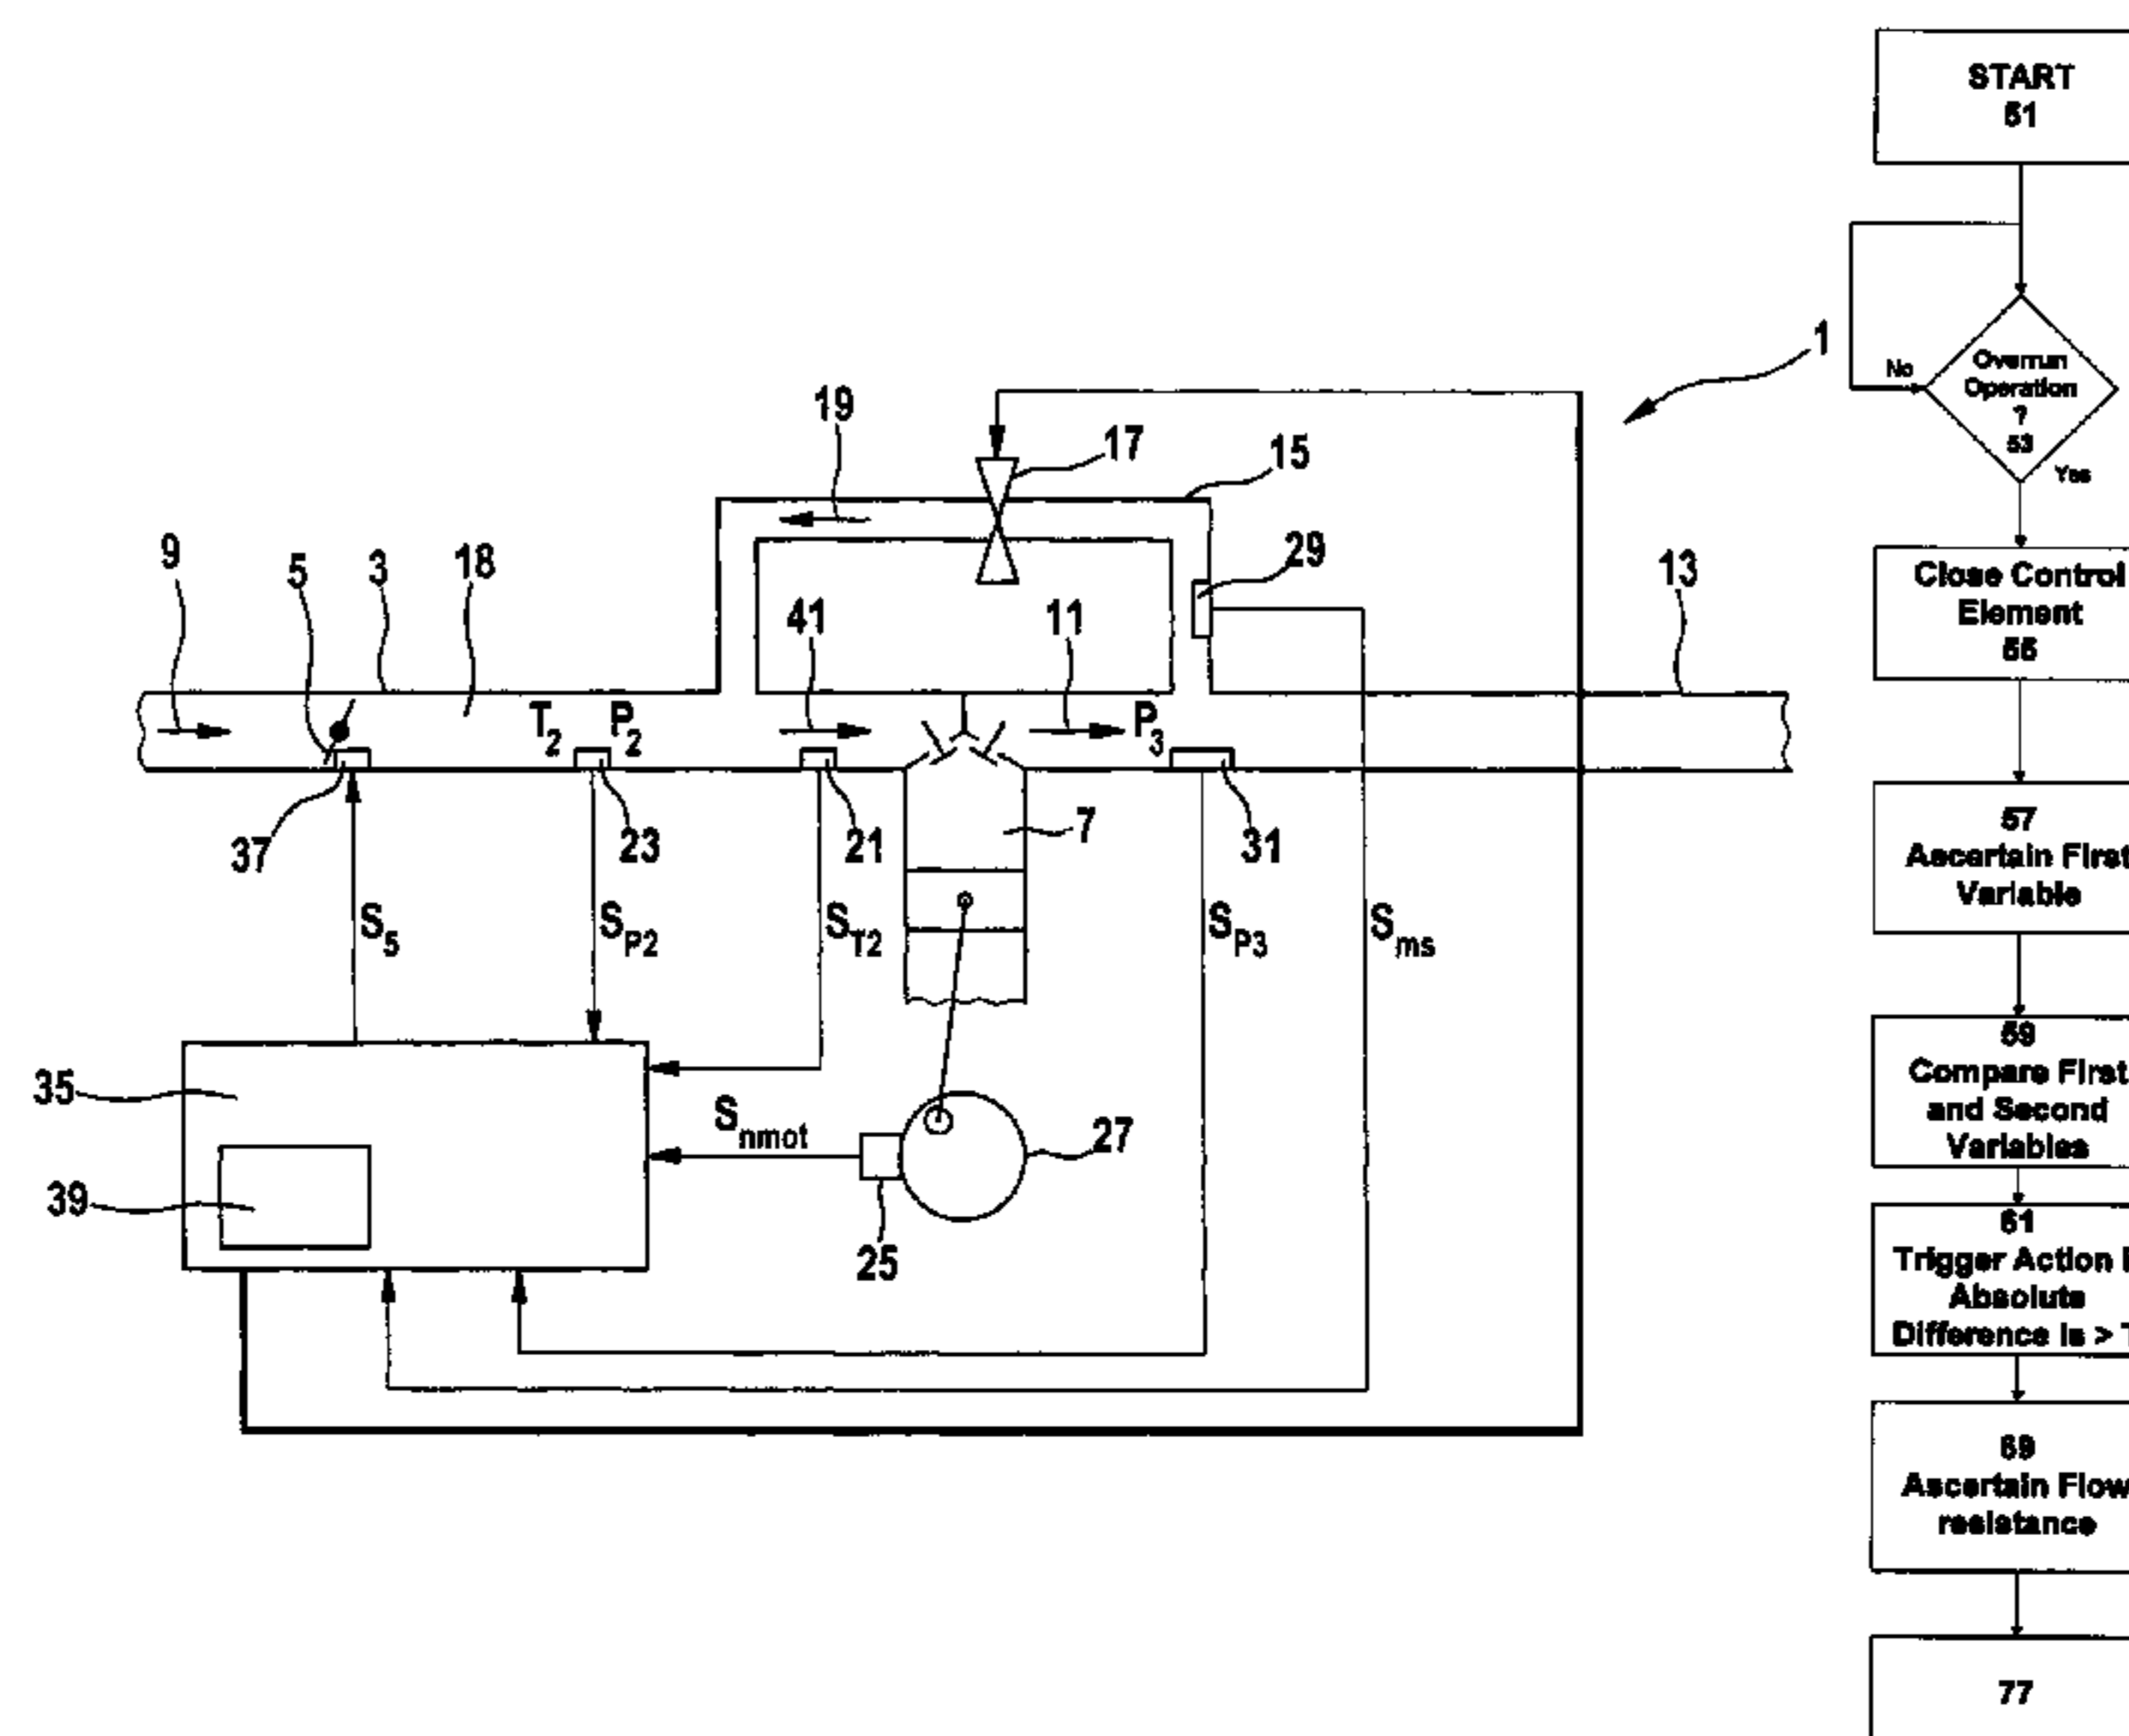 1
19
17
15
9
5
3
18
29
13
41
11
T2
P2
P3
37
23
21
7
31
S5
SP2
ST2
SP3
Sms
35
Snmot
27
39
25
START
51
No
Overrun
Operation
?
53
Yes
Close Control
Element
55
57
Ascertain First
Variable
59
Compare First
and Second
Variables
61
Trigger Action
Absolute
Difference is >
69
Ascertain Flow
resistance
77